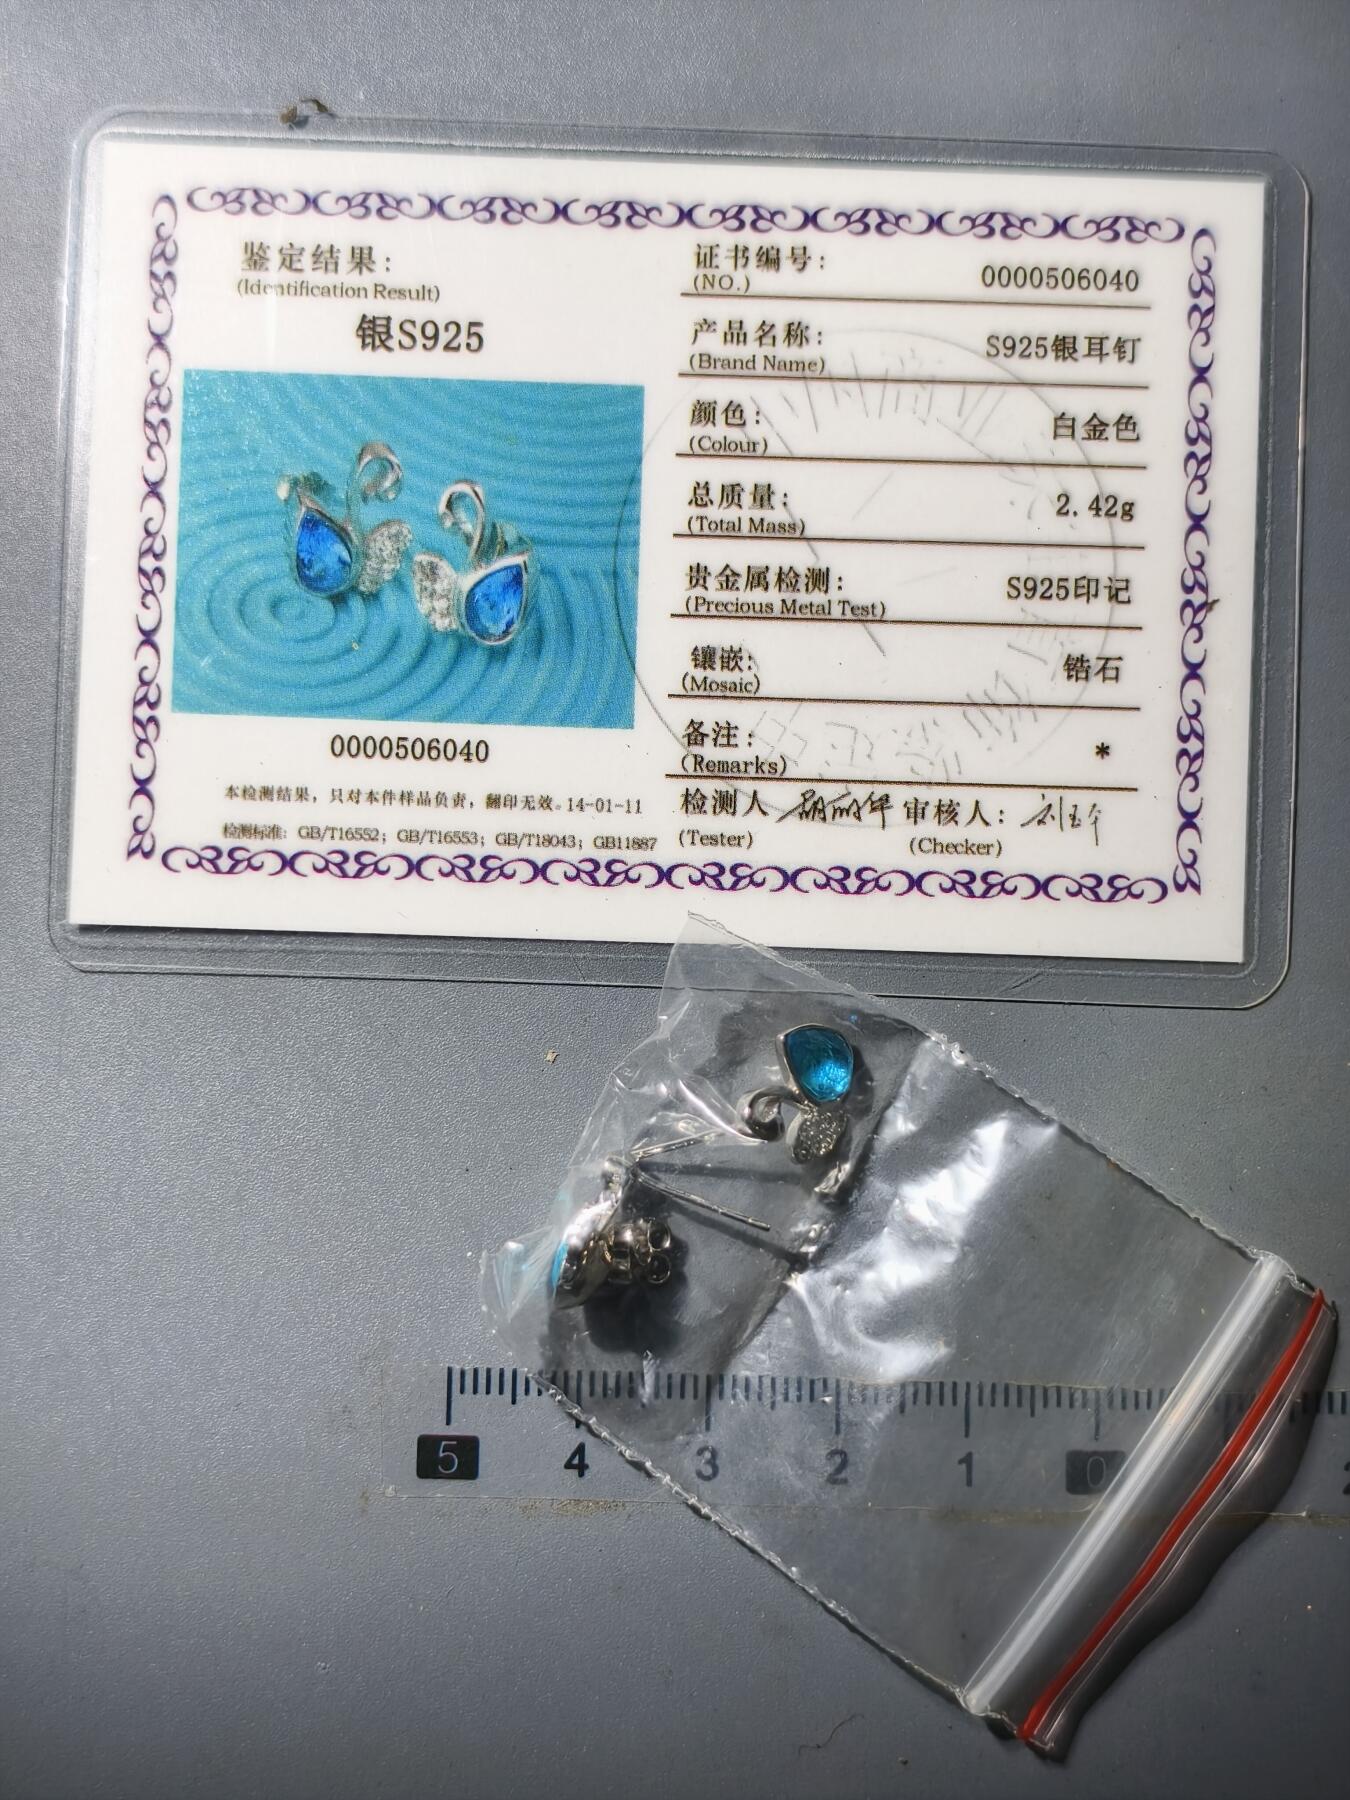 鉴定结果:
(Identification Result)
银S925
0000506040
本检测结果，只对本件样品负责，翻印无效。14-01-11
检测标准: GB/T16552; GB/T16553; GB/T18043; GB11887
证书编号: 0000506040
(NO.)
产品名称: S925银耳钉
(Brand Name)
颜色: 白金色
(Colour)
总质量: 2.42g
(Total Mass)
贵金属检测: S925印记
(Precious Metal Test)
镶嵌: 锆石
(Mosaic)
备注: *
(Remarks)
检测人 审核人:
(Tester) (Checker)
5 4 3 2 1 0